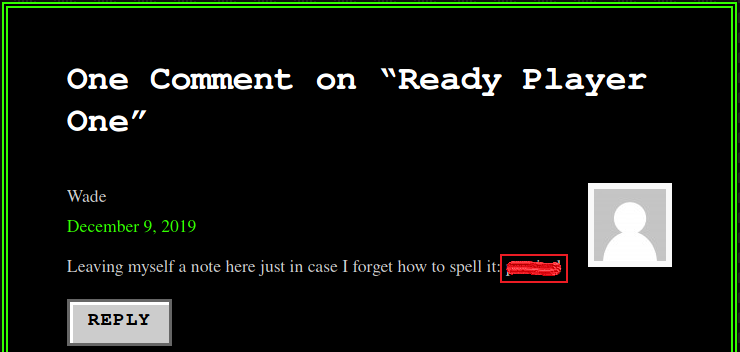 One Comment on “Ready Player
One”
Wade
December 9, 2019
Leaving myself a note here just in case I forget how to spell it:
REPLY